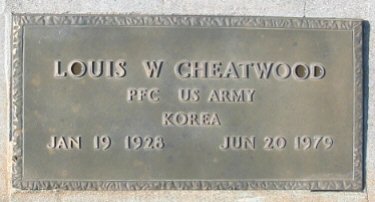 LOUIS W CHEATWOOD
PFC US ARMY
KOREA
JAN 19 1928 JUN 20 1979